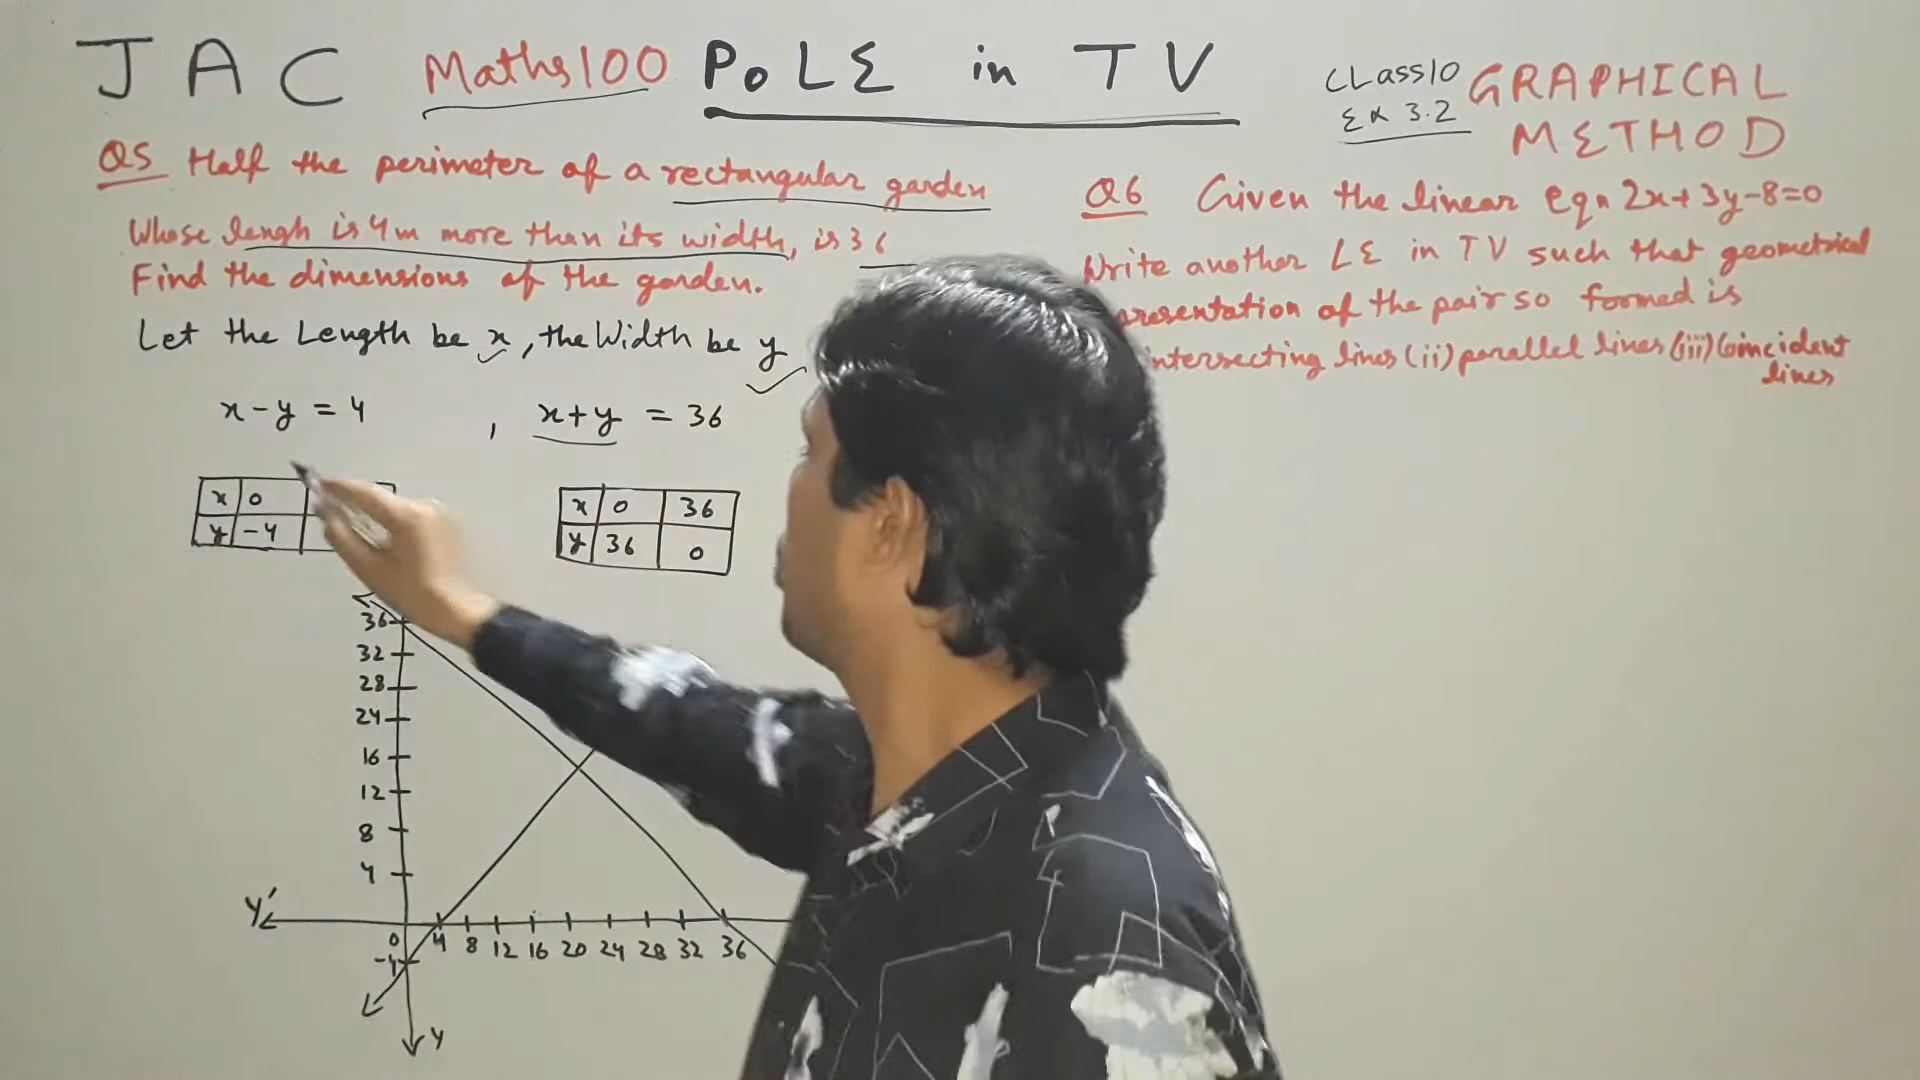 JAC Maths100 PoLE in TV
CLass10 GRAPHICAL
Ex 3.2 METHOD
Q5 Half the perimeter of a rectangular garden
Whose lengh is 4m more than its width, is 36
Find the dimensions of the garden.
Let the Length be x, the Width be y
x-y = 4 , x+y = 36
x 0
y -4
x 0 36
y 36 0
36
32
28
24
16
12
8
4
Y'
0 4 8 12 16 20 24 28 32 36
-4
Y
Q6 Given the linear Eqn 2x+3y-8=0
Write another LE in TV such that geometrical
presentation of the pair so formed is
intersecting lines (ii) parallel lines (iii) Coincident
lines